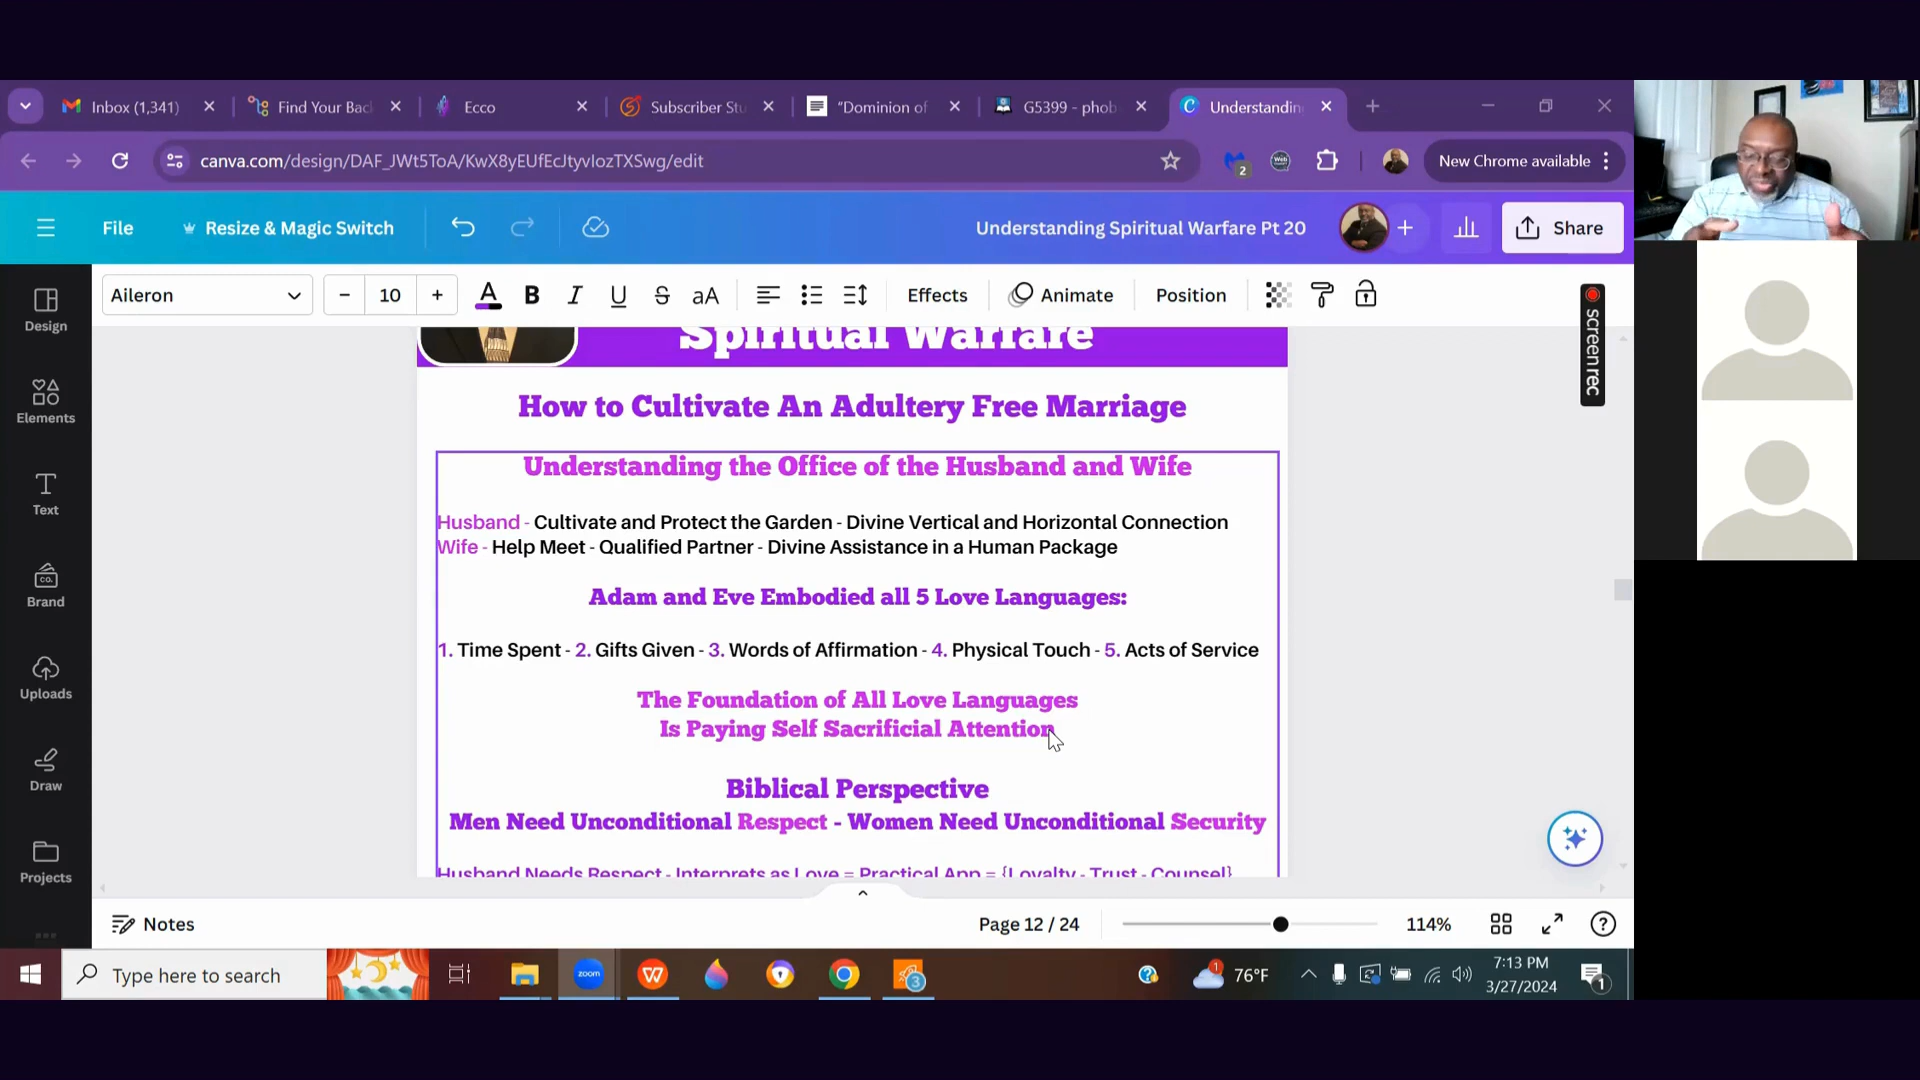 Inbox (1,341)
Find Your Bac
Ecco
Subscriber Stu
"Dominion of
G5399 - phob
Understandin
canva.com/design/DAF_JWt5ToA/KwX8yEUfEcJtyvIozTXSwg/edit
2
New Chrome available
File
Resize & Magic Switch
Understanding Spiritual Warfare Pt 20
Share
Aileron
10
A B I U S aA
Effects
Animate
Position
screenrec
Design
Elements
Text
Brand
Uploads
Draw
Projects
Spiritual Warfare
How to Cultivate An Adultery Free Marriage
Understanding the Office of the Husband and Wife
Husband - Cultivate and Protect the Garden - Divine Vertical and Horizontal Connection
Wife - Help Meet - Qualified Partner - Divine Assistance in a Human Package
Adam and Eve Embodied all 5 Love Languages:
1. Time Spent - 2. Gifts Given - 3. Words of Affirmation - 4. Physical Touch - 5. Acts of Service
The Foundation of All Love Languages
Is Paying Self Sacrificial Attention
Biblical Perspective
Men Need Unconditional Respect - Women Need Unconditional Security
Husband Needs Respect - Interprets as Love = Practical App = {Loyalty - Trust - Counsel}
Notes
Page 12 / 24
114%
Type here to search
zoom
3
1
76°F
7:13 PM
3/27/2024
1